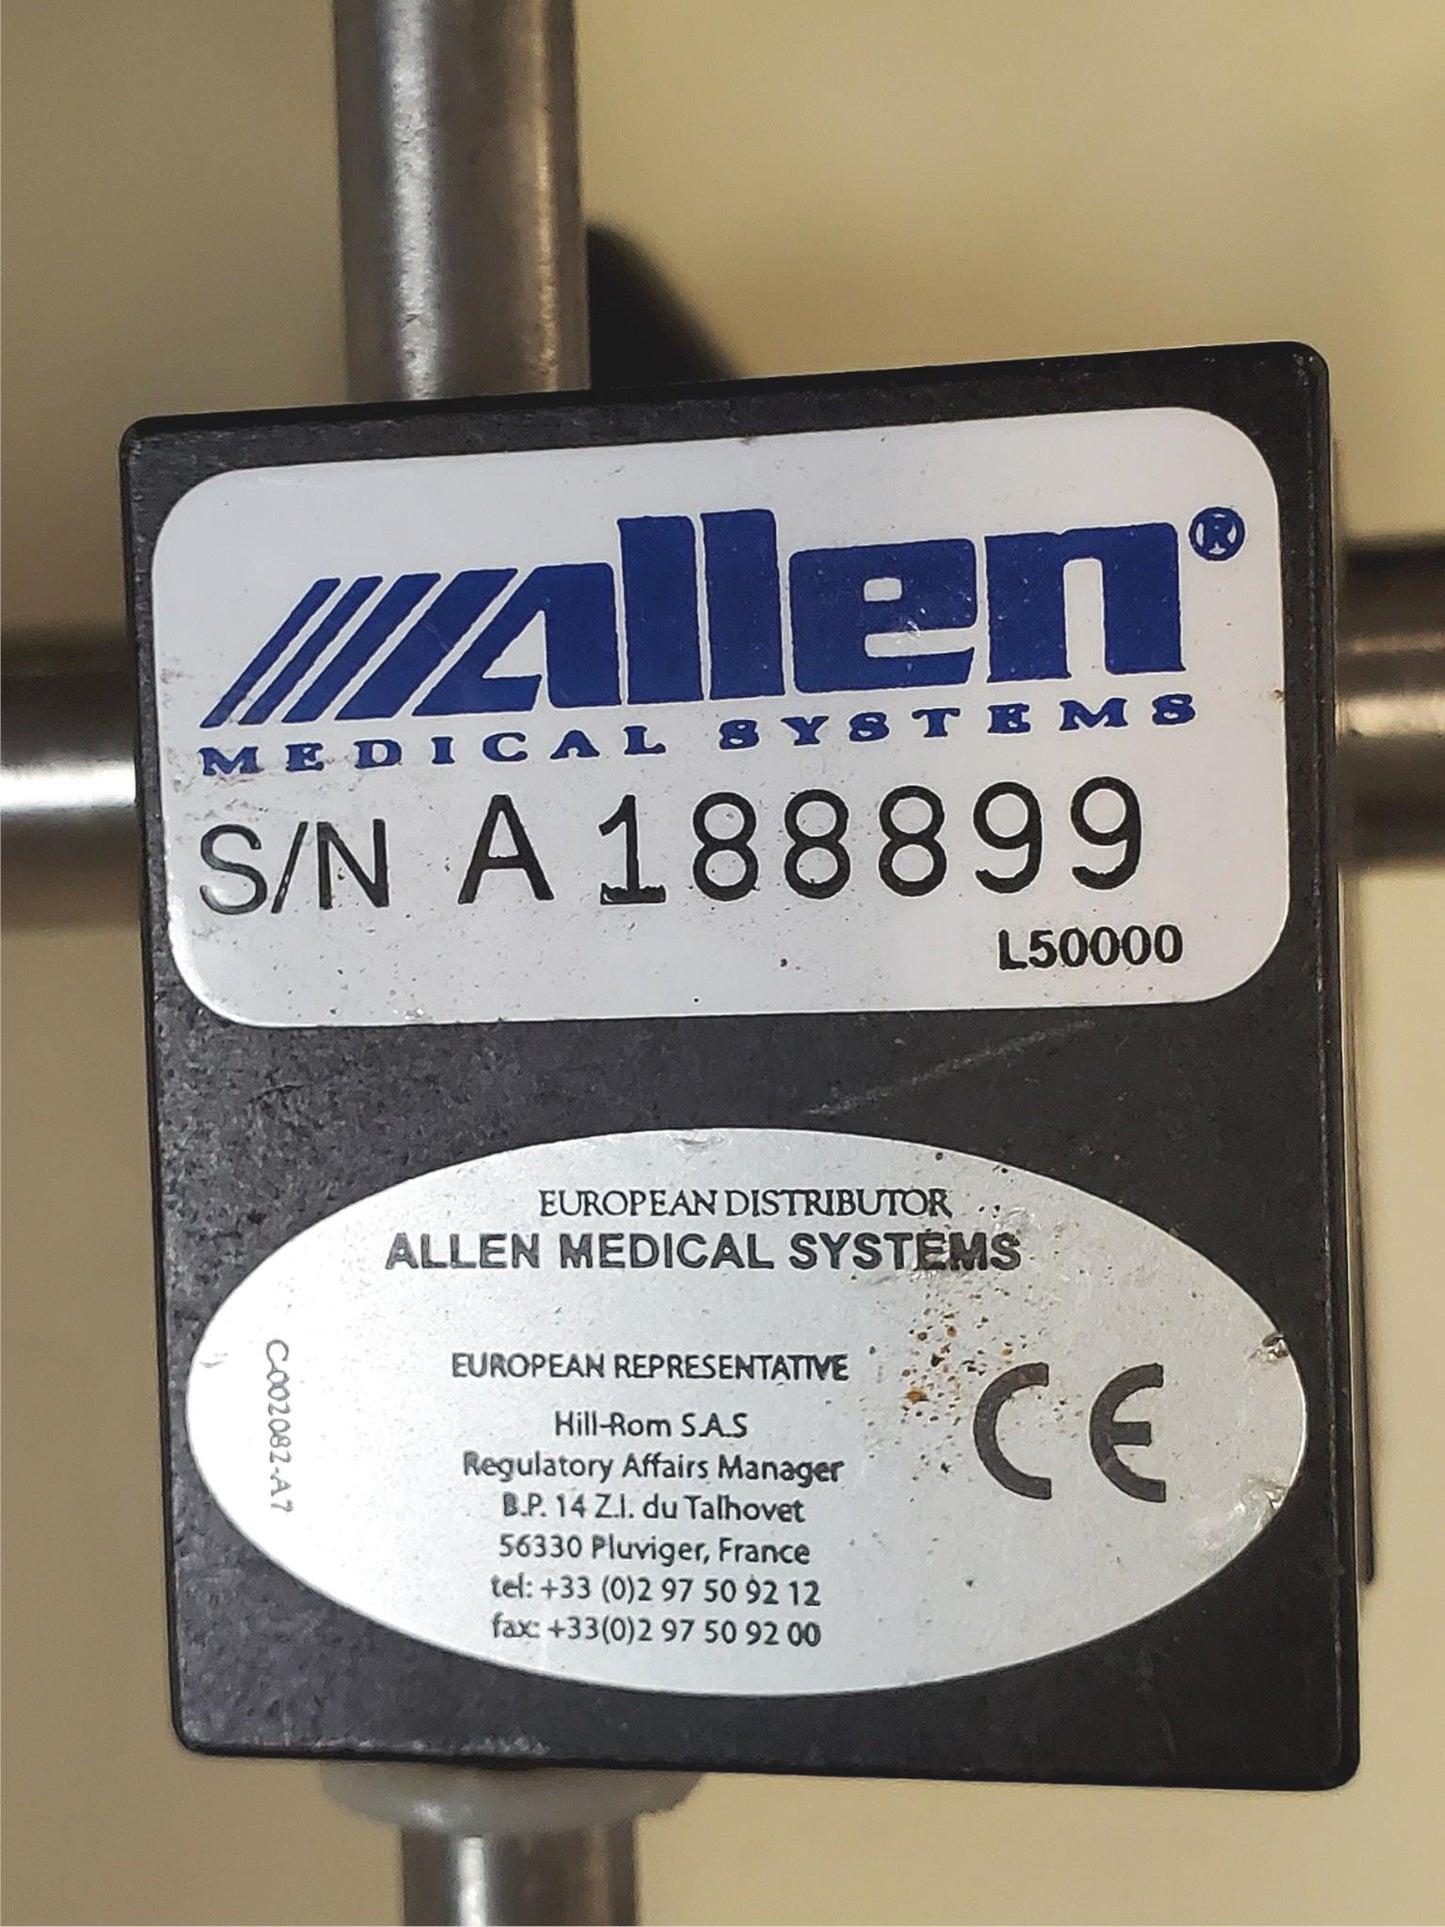 Allen®
MEDICAL SYSTEMS
S/N A188899
L50000
EUROPEAN DISTRIBUTOR
ALLEN MEDICAL SYSTEMS
EUROPEAN REPRESENTATIVE
Hill-Rom S.A.S
Regulatory Affairs Manager
B.P. 14 Z.I. du Talhovet
56330 Pluviger, France
tel: +33 (0)2 97 50 92 12
fax: +33(0)2 97 50 92 00
CE
C-002082-A7